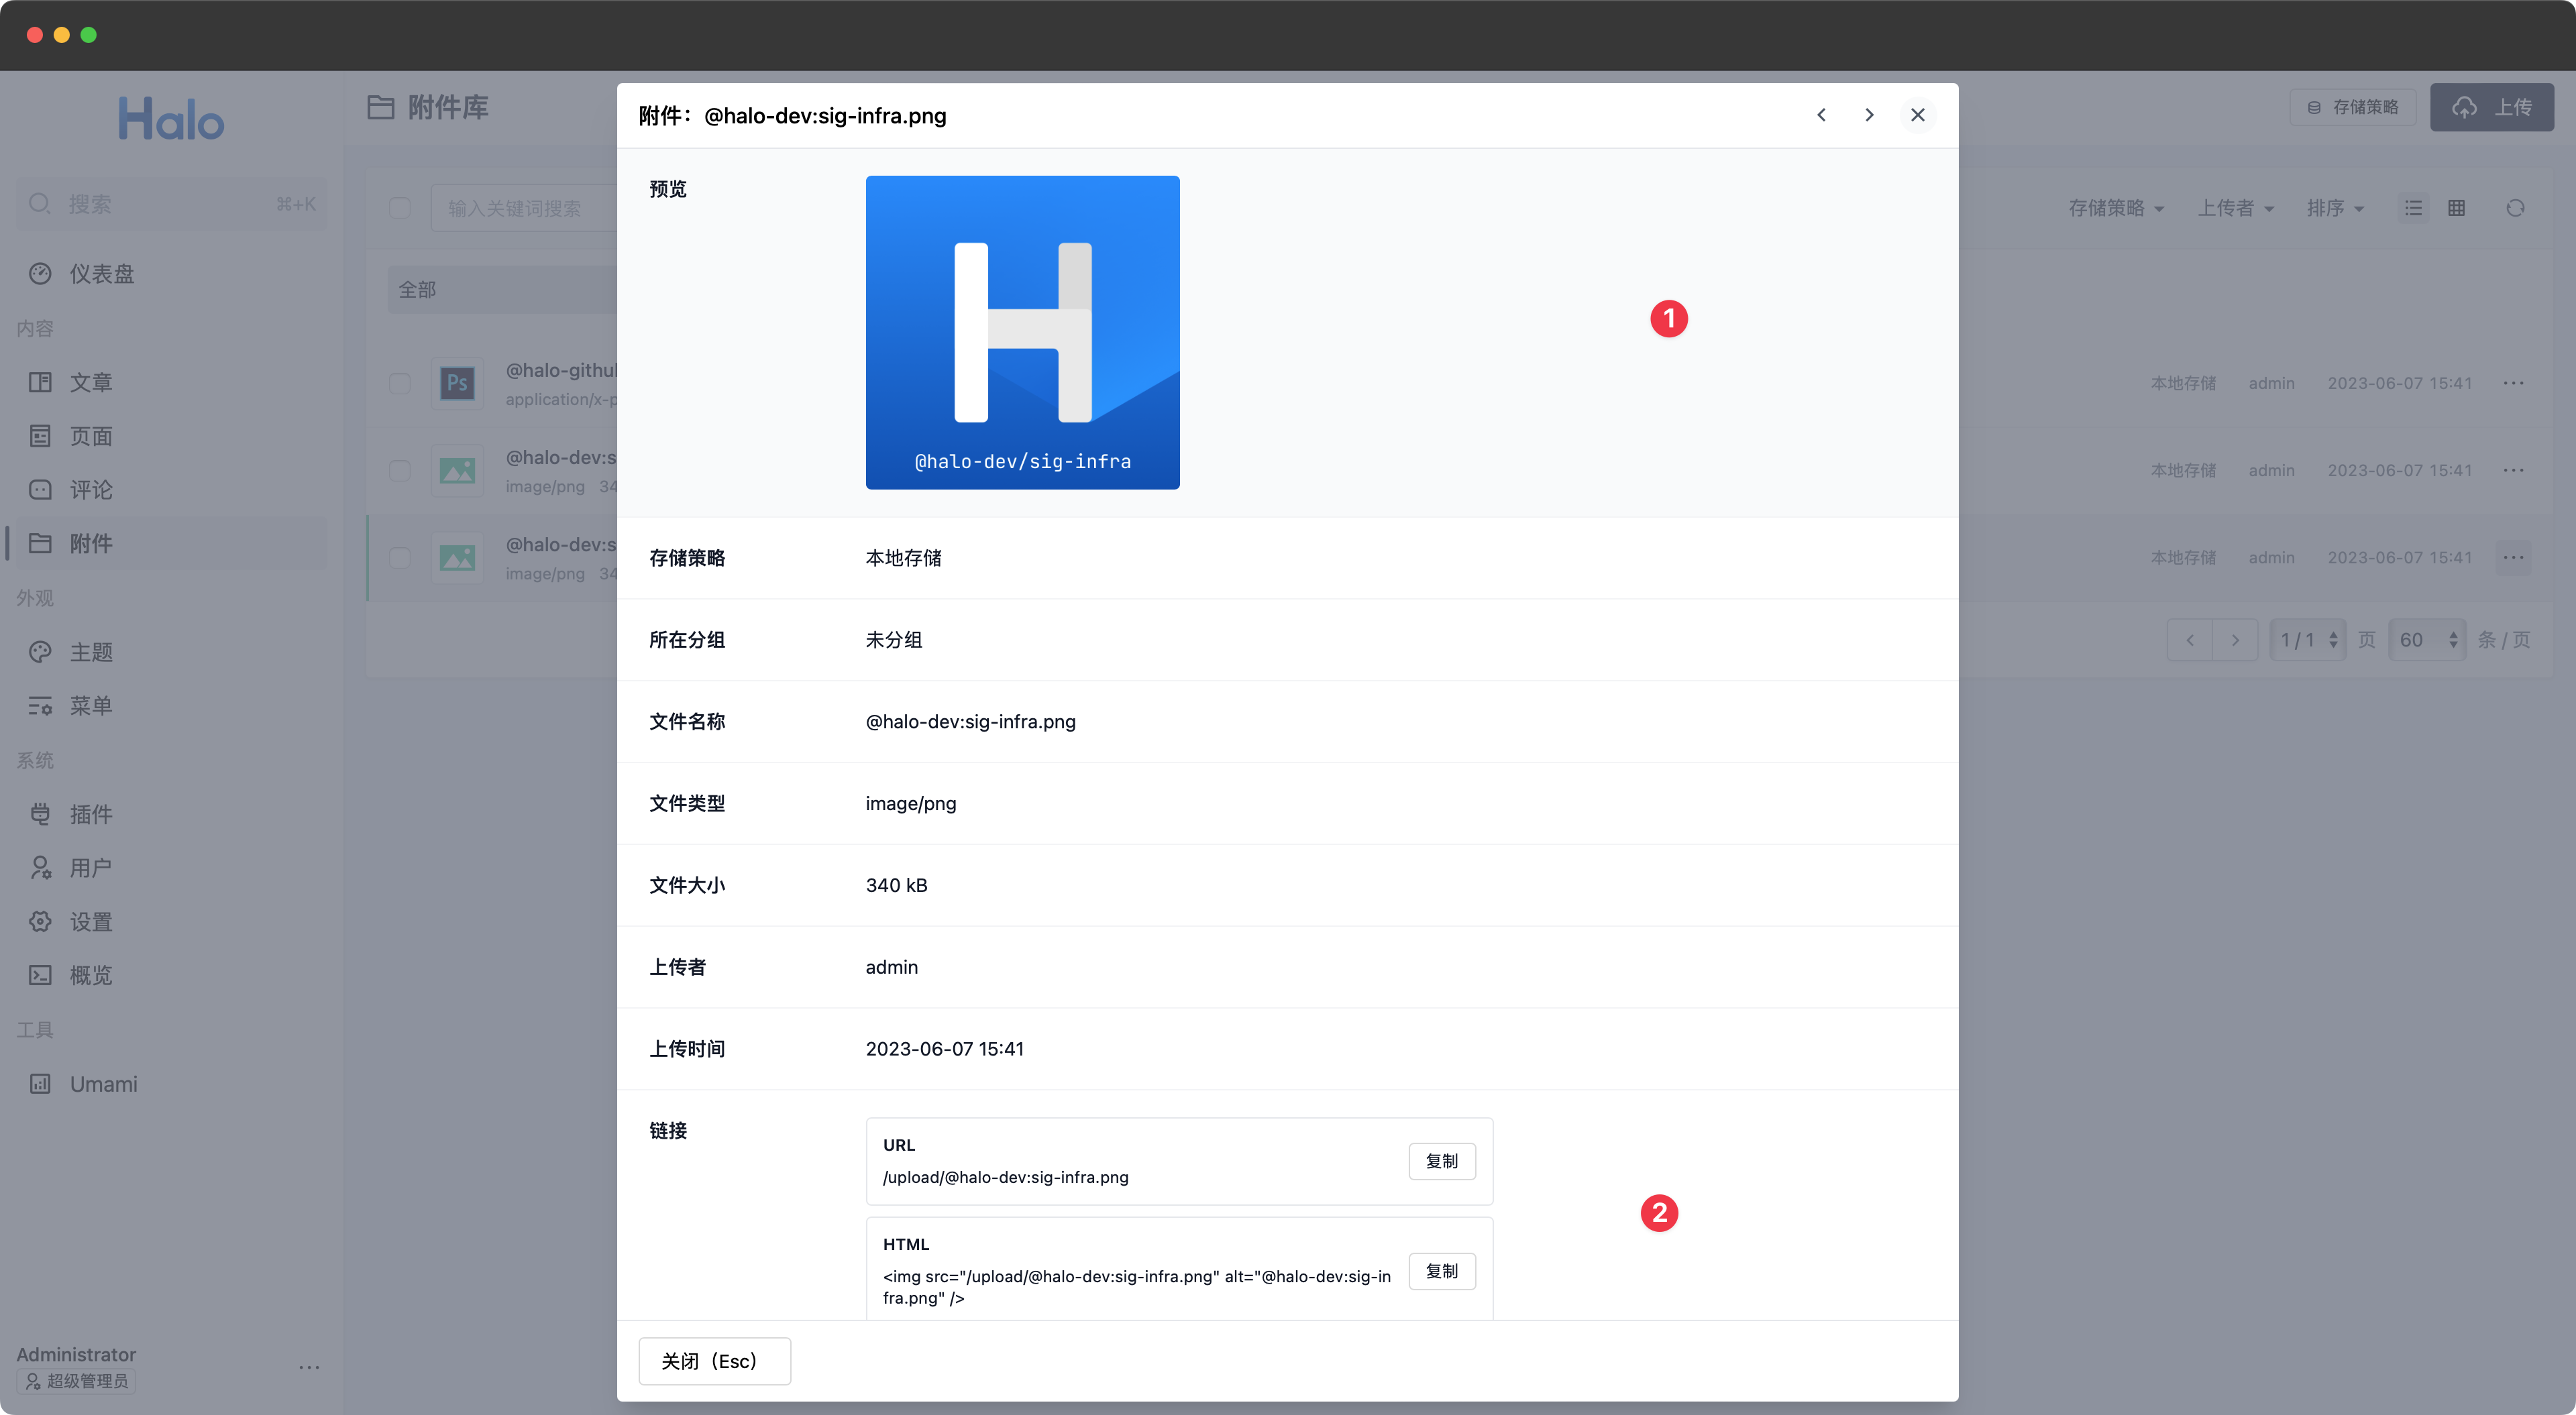 Halo
搜索 ⌘+K
仪表盘
内容
文章
页面
评论
附件
外观
主题
菜单
系统
插件
用户
设置
概览
工具
Umami
Administrator
超级管理员
附件库
存储策略
上传
输入关键词搜索
存储策略 上传者 排序
全部
Ps
@halo-githu
application/x-p
本地存储 admin 2023-06-07 15:41
@halo-dev:s
image/png 34
本地存储 admin 2023-06-07 15:41
@halo-dev:s
image/png 34
本地存储 admin 2023-06-07 15:41
1 / 1 页 60 条 / 页
附件：@halo-dev:sig-infra.png
预览
H
@halo-dev/sig-infra
1
存储策略 本地存储
所在分组 未分组
文件名称 @halo-dev:sig-infra.png
文件类型 image/png
文件大小 340 kB
上传者 admin
上传时间 2023-06-07 15:41
链接
URL
/upload/@halo-dev:sig-infra.png
复制
2
HTML
<img src="/upload/@halo-dev:sig-infra.png" alt="@halo-dev:sig-in
fra.png" />
复制
关闭（Esc）